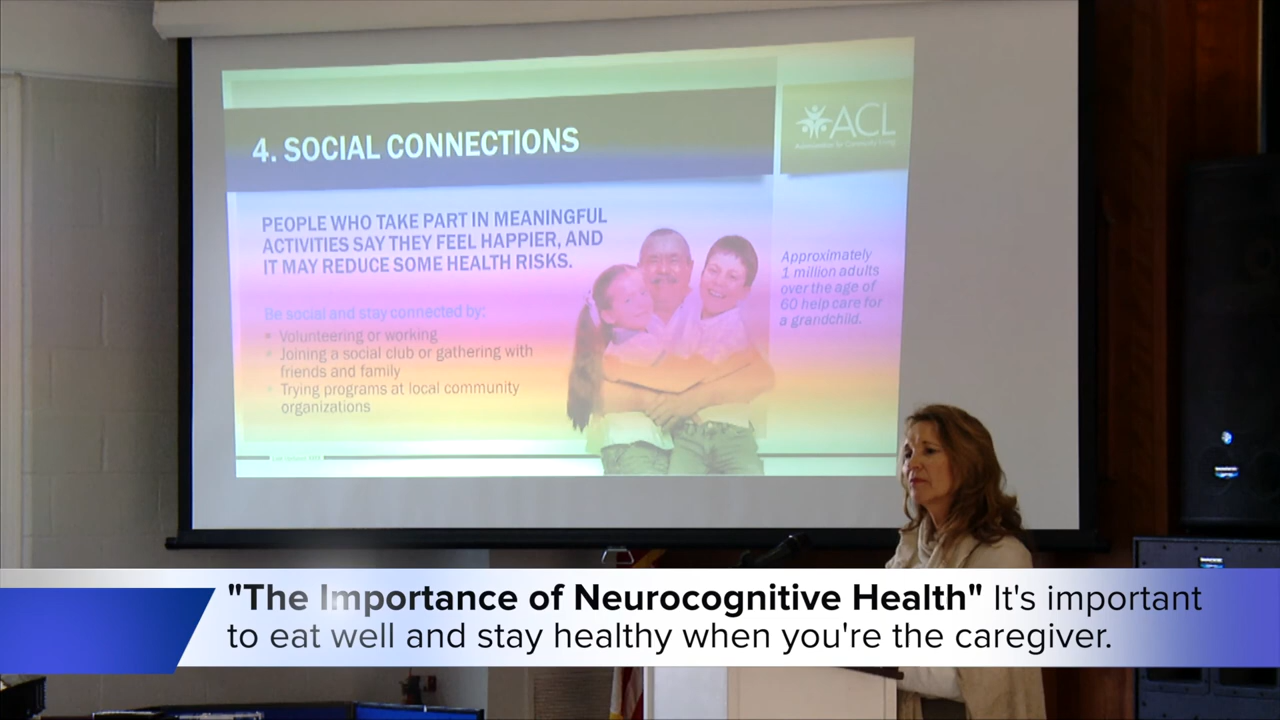 4. SOCIAL CONNECTIONS
ACL
Administration for Community Living
PEOPLE WHO TAKE PART IN MEANINGFUL
ACTIVITIES SAY THEY FEEL HAPPIER, AND
IT MAY REDUCE SOME HEALTH RISKS.
Be social and stay connected by:
Volunteering or working
Joining a social club or gathering with
friends and family
Trying programs at local community
organizations
Approximately
1 million adults
over the age of
60 help care for
a grandchild.
"The Importance of Neurocognitive Health" It's important
to eat well and stay healthy when you're the caregiver.